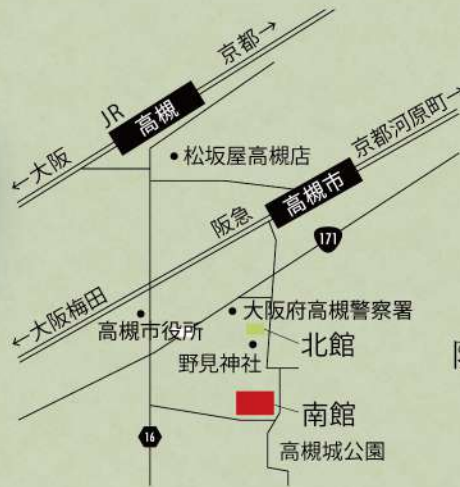 京都→
JR
高槻
←大阪
松坂屋高槻店
京都河原町→
高槻市
阪急
171
←大阪梅田
大阪府高槻警察署
高槻市役所
北館
野見神社
南館
16
高槻城公園